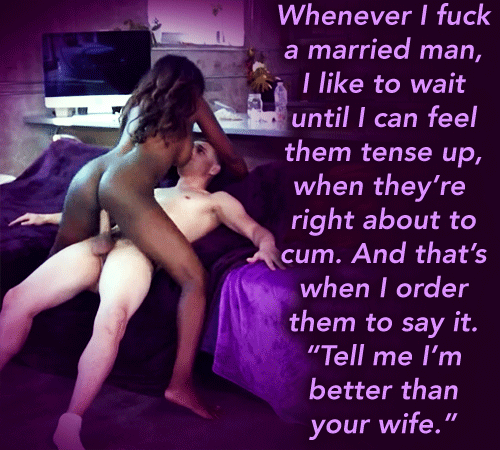 Whenever I fuck
a married man,
I like to wait
until I can feel
them tense up,
when they're
right about to
cum. And that's
when I order
them to say it.
"Tell me I'm
better than
your wife."